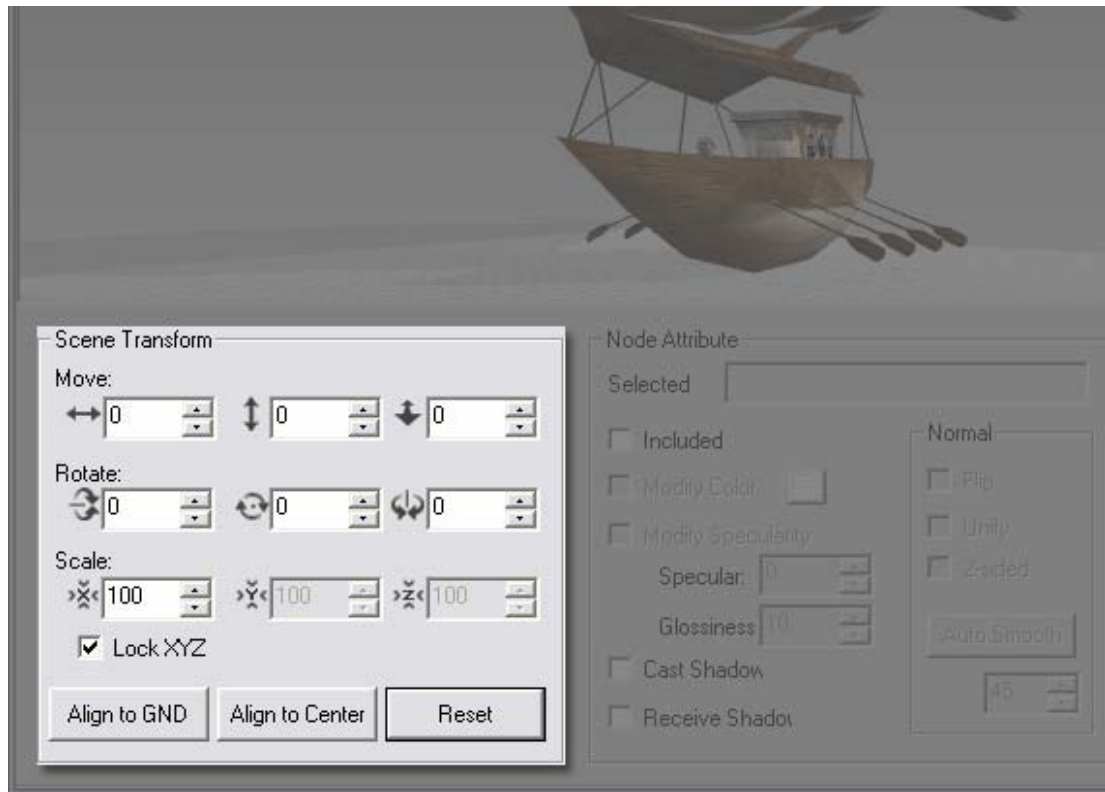 Scene Transform
Move:
0 0 0
Rotate:
0 0 0
Scale:
X 100 Y 100 Z 100
Lock XYZ
Align to GND Align to Center Reset
Node Attribute
Selected
Included
Modify Color
Modify Specularity
Specular: 0
Glossiness 10
Cast Shadow
Receive Shadov
Normal
Flip
Unify
2-sided
Auto Smooth
45